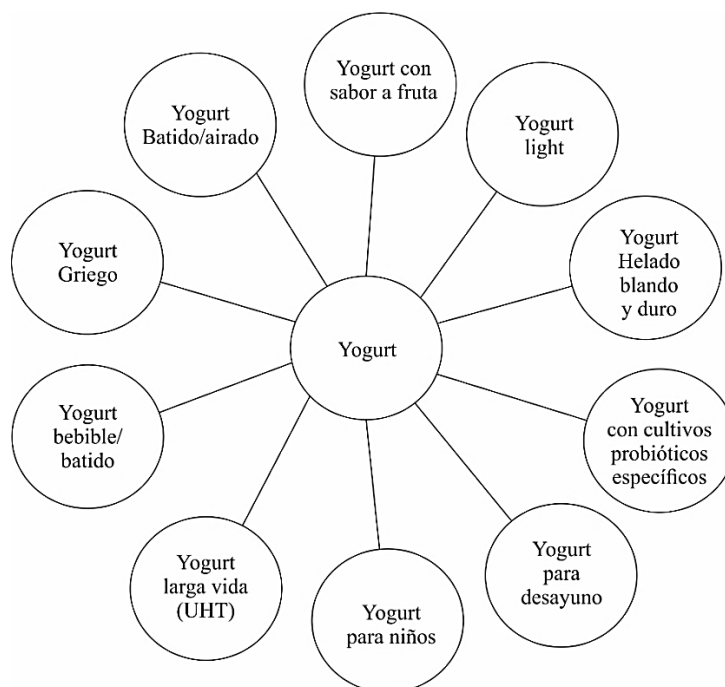 Yogurt con
sabor a fruta
Yogurt
light
Yogurt
Helado
blando
y duro
Yogurt
con cultivos
probióticos
específicos
Yogurt
para
desayuno
Yogurt
para niños
Yogurt
larga vida
(UHT)
Yogurt
bebible/
batido
Yogurt
Griego
Yogurt
Batido/airado
Yogurt